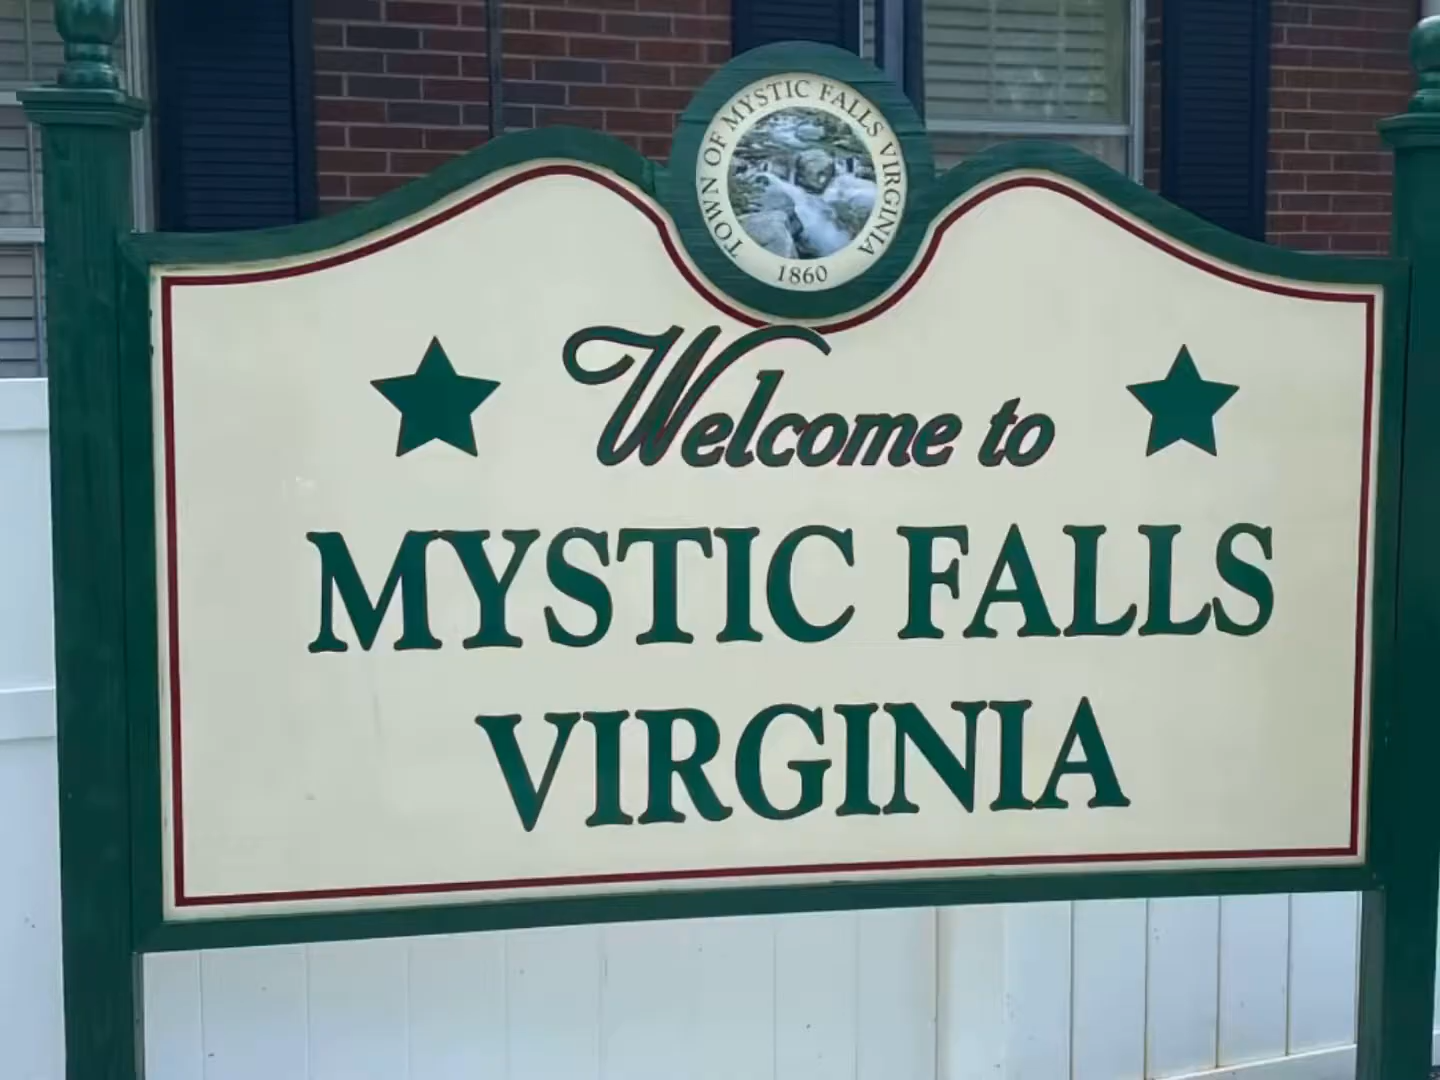 TOWN OF MYSTIC FALLS VIRGINIA
1860
Welcome to
MYSTIC FALLS
VIRGINIA